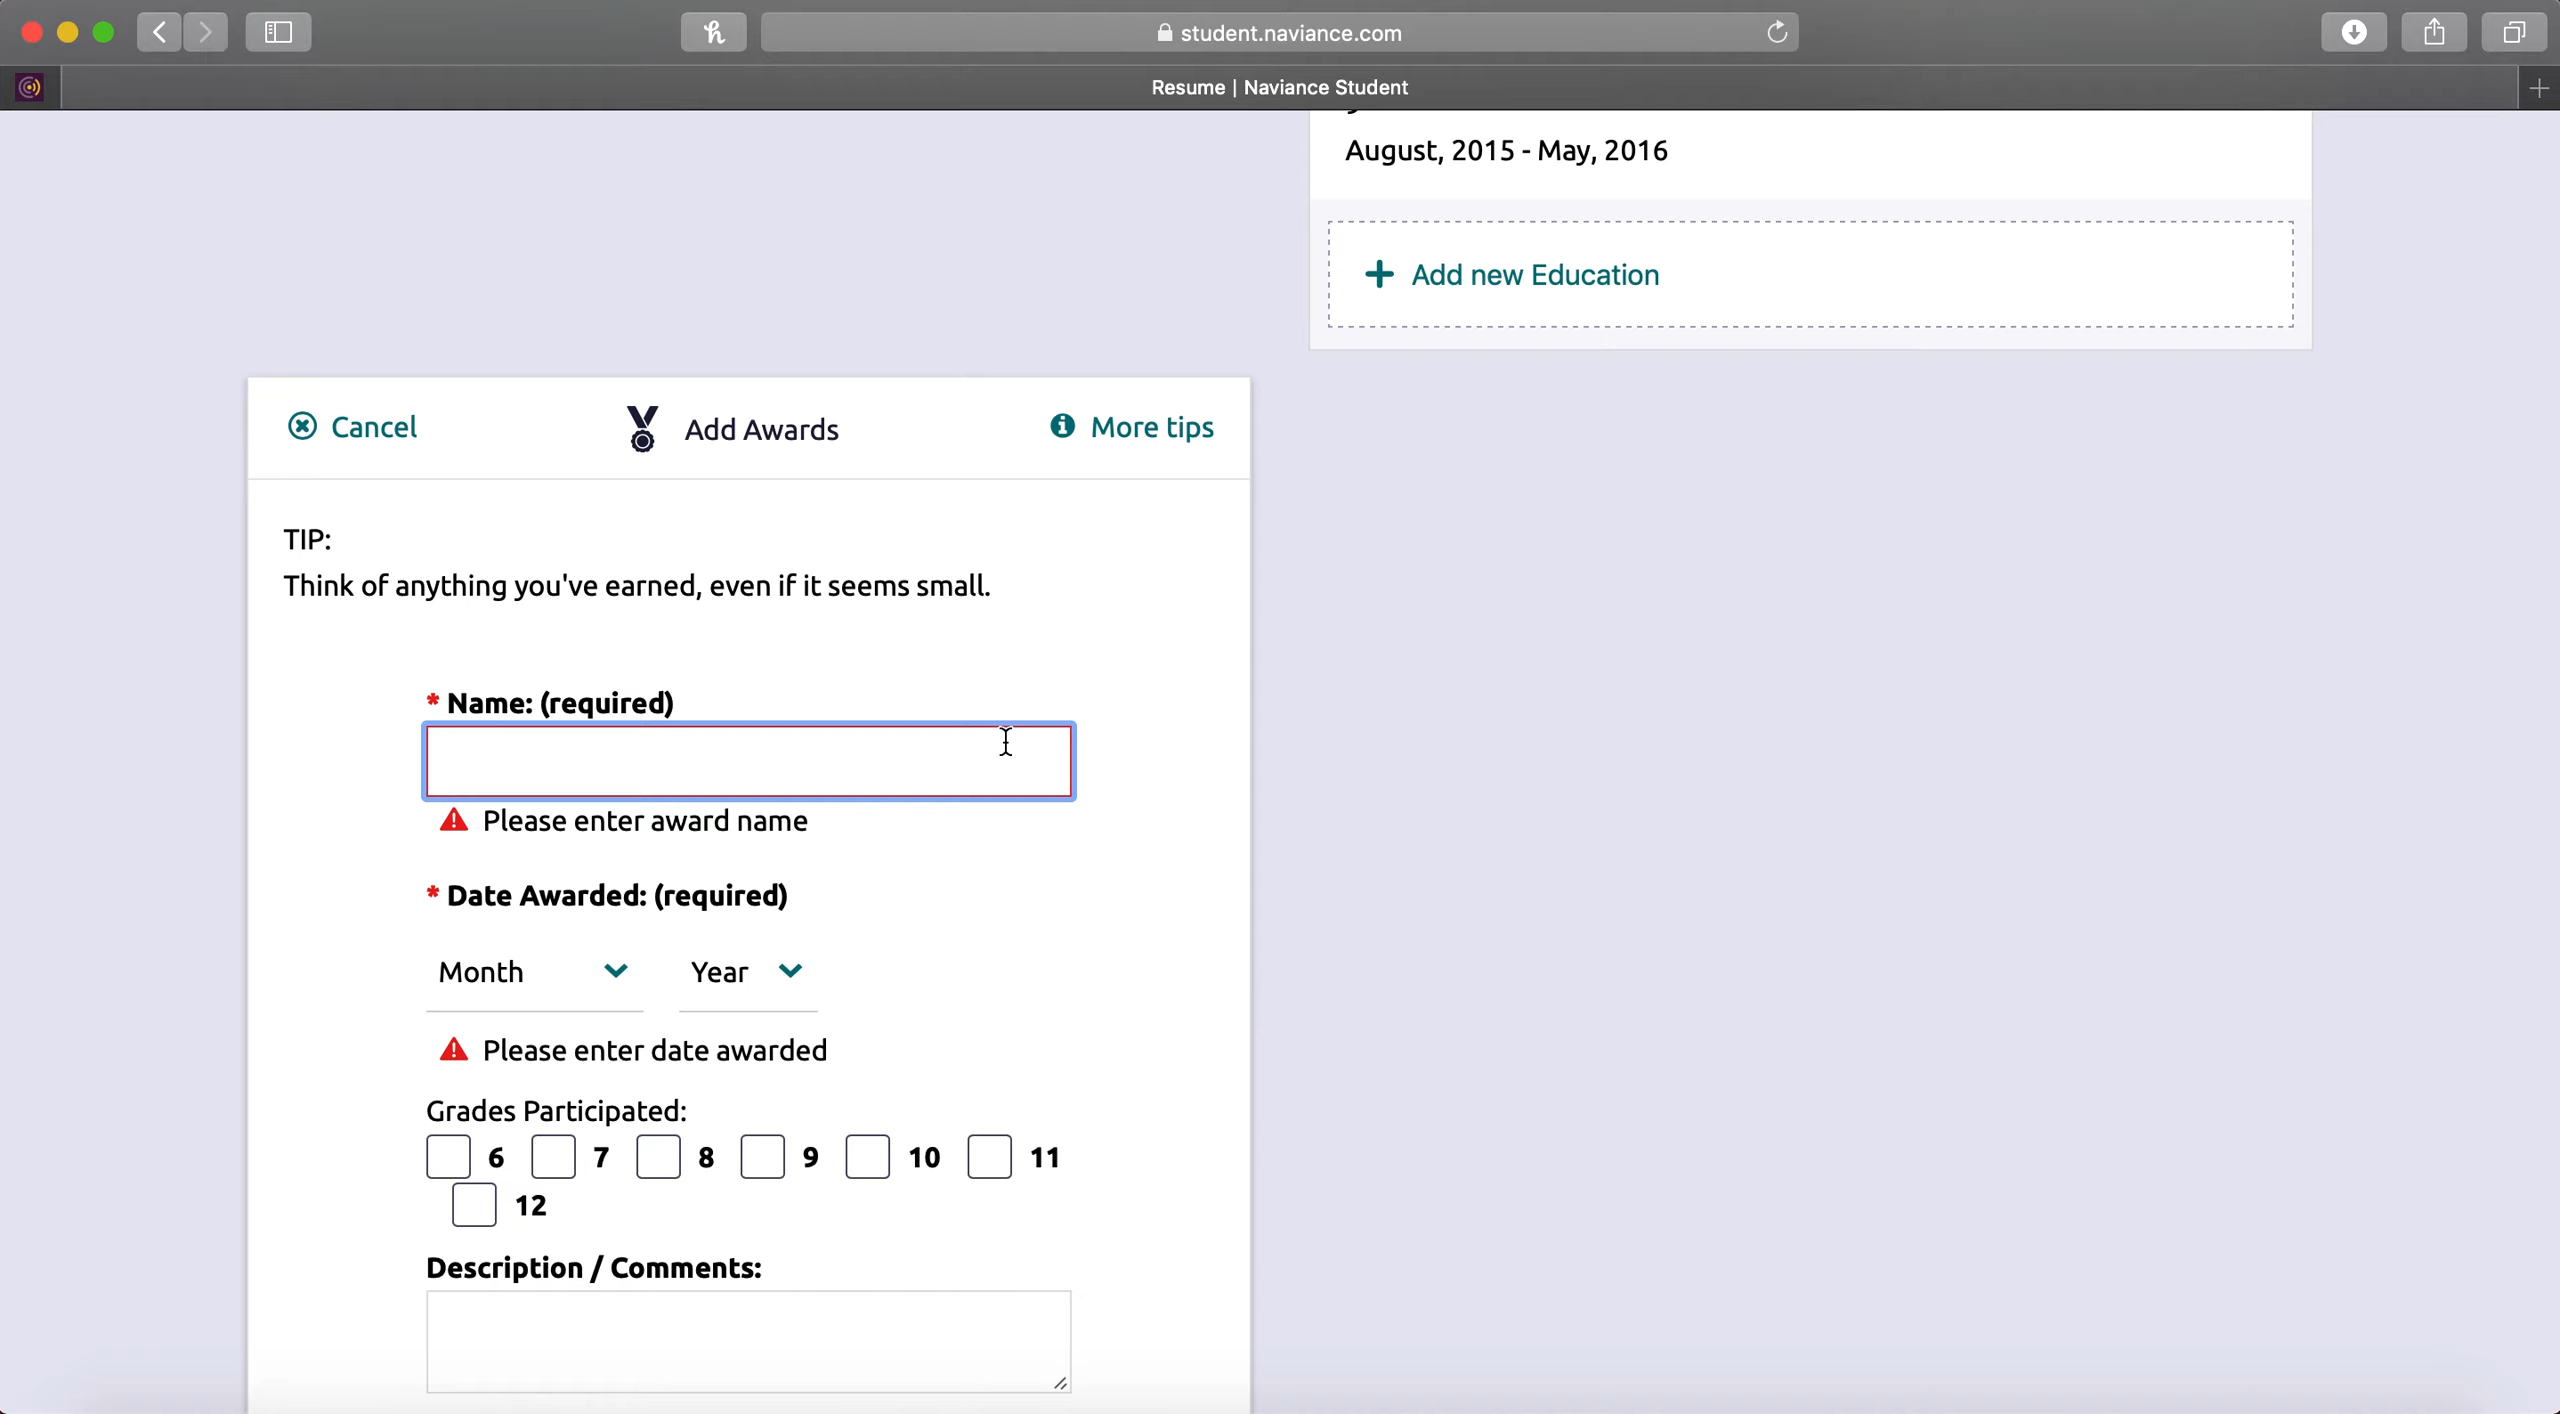 student.naviance.com
Resume | Naviance Student
August, 2015 - May, 2016
+ Add new Education
Cancel
Add Awards
More tips
TIP:
Think of anything you've earned, even if it seems small.
* Name: (required)
Please enter award name
* Date Awarded: (required)
Month
Year
Please enter date awarded
Grades Participated:
6 7 8 9 10 11
12
Description / Comments: